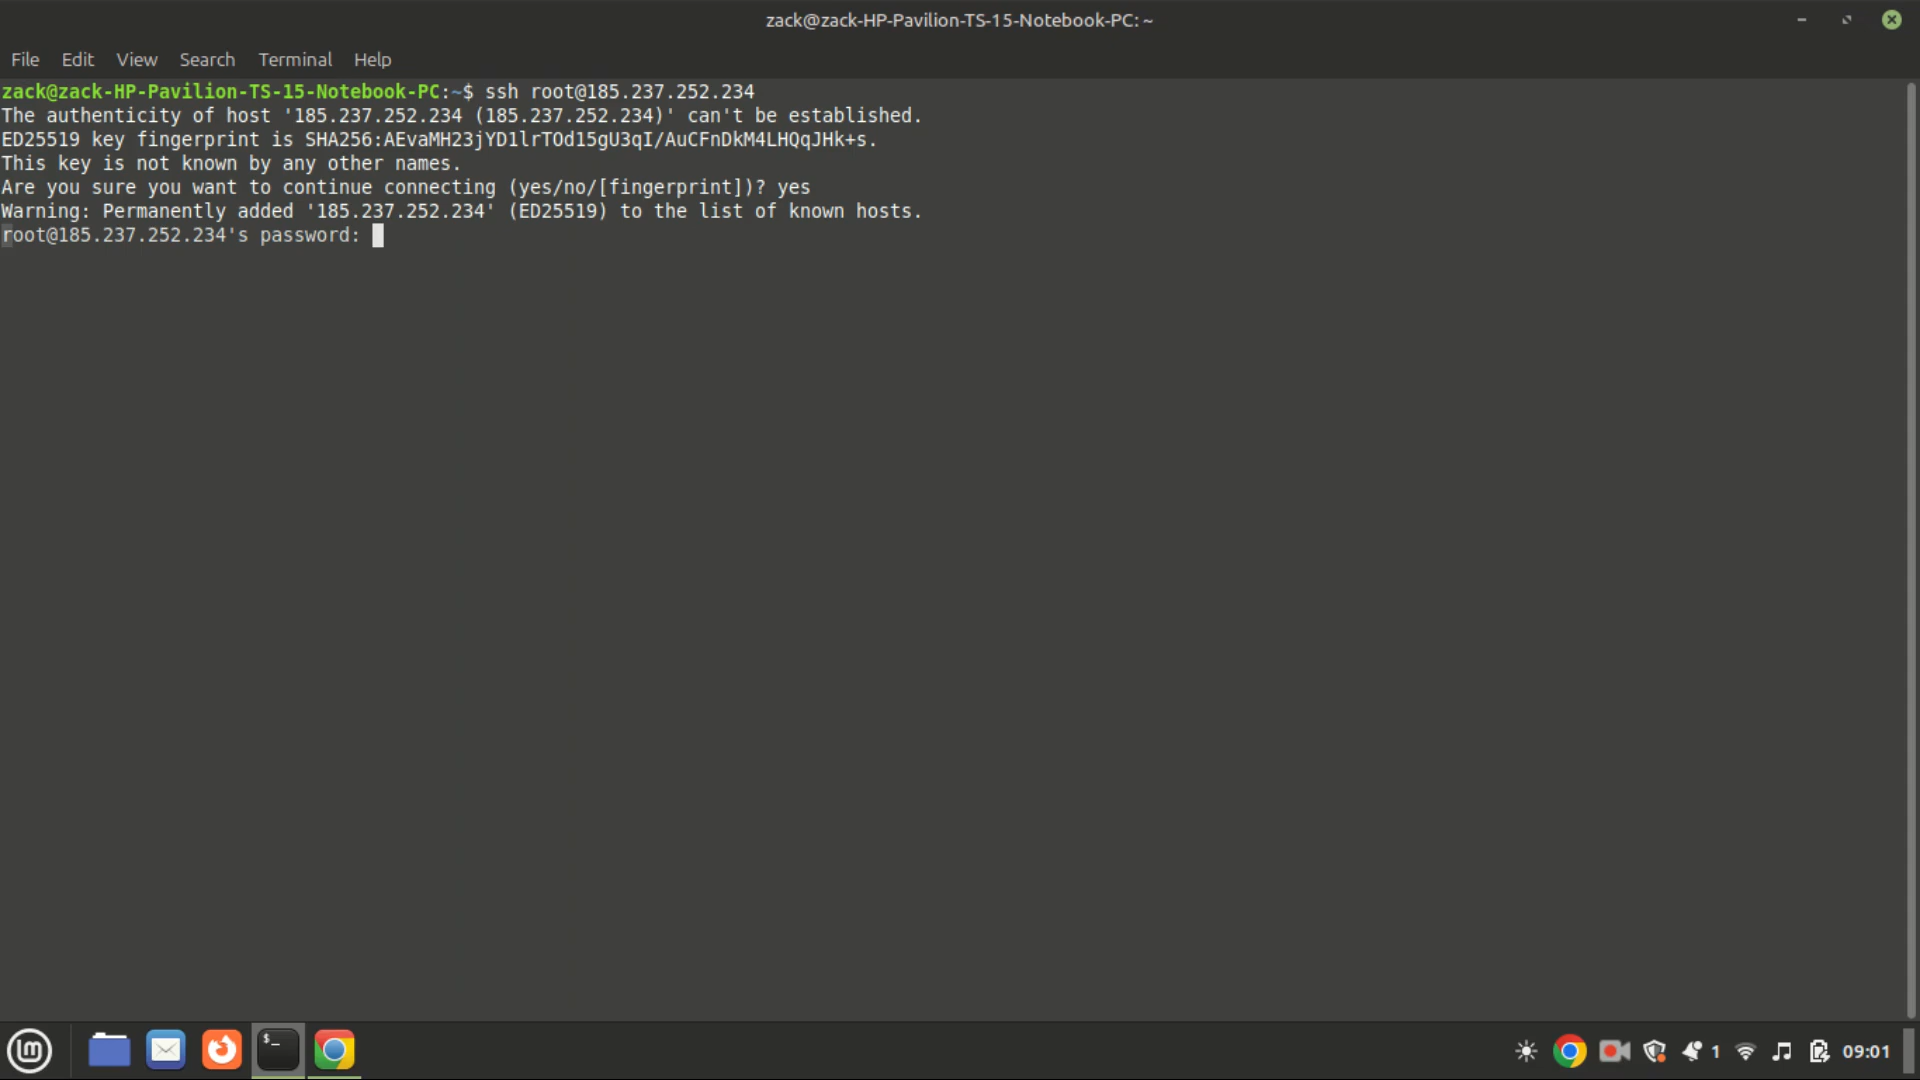 zack@zack-HP-Pavilion-TS-15-Notebook-PC: ~
File Edit View Search Terminal Help
zack@zack-HP-Pavilion-TS-15-Notebook-PC:~$ ssh root@185.237.252.234
The authenticity of host '185.237.252.234 (185.237.252.234)' can't be established.
ED25519 key fingerprint is SHA256:AEvaMH23jYD1lrTOd15gU3qI/AuCFnDkM4LHQqJHk+s.
This key is not known by any other names.
Are you sure you want to continue connecting (yes/no/[fingerprint])? yes
Warning: Permanently added '185.237.252.234' (ED25519) to the list of known hosts.
root@185.237.252.234's password:
$_ 1 09:01